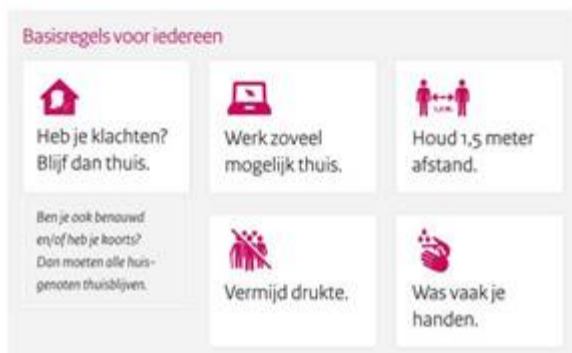 Basisregels voor iedereen
Heb je klachten?
Blijf dan thuis.
Ben je ook benauwd
en/of heb je koorts?
Dan moeten alle huis-
genoten thuisblijven.
Werk zoveel
mogelijk thuis.
1,5 m.
Houd 1,5 meter
afstand.
Vermijd drukte.
Was vaak je
handen.